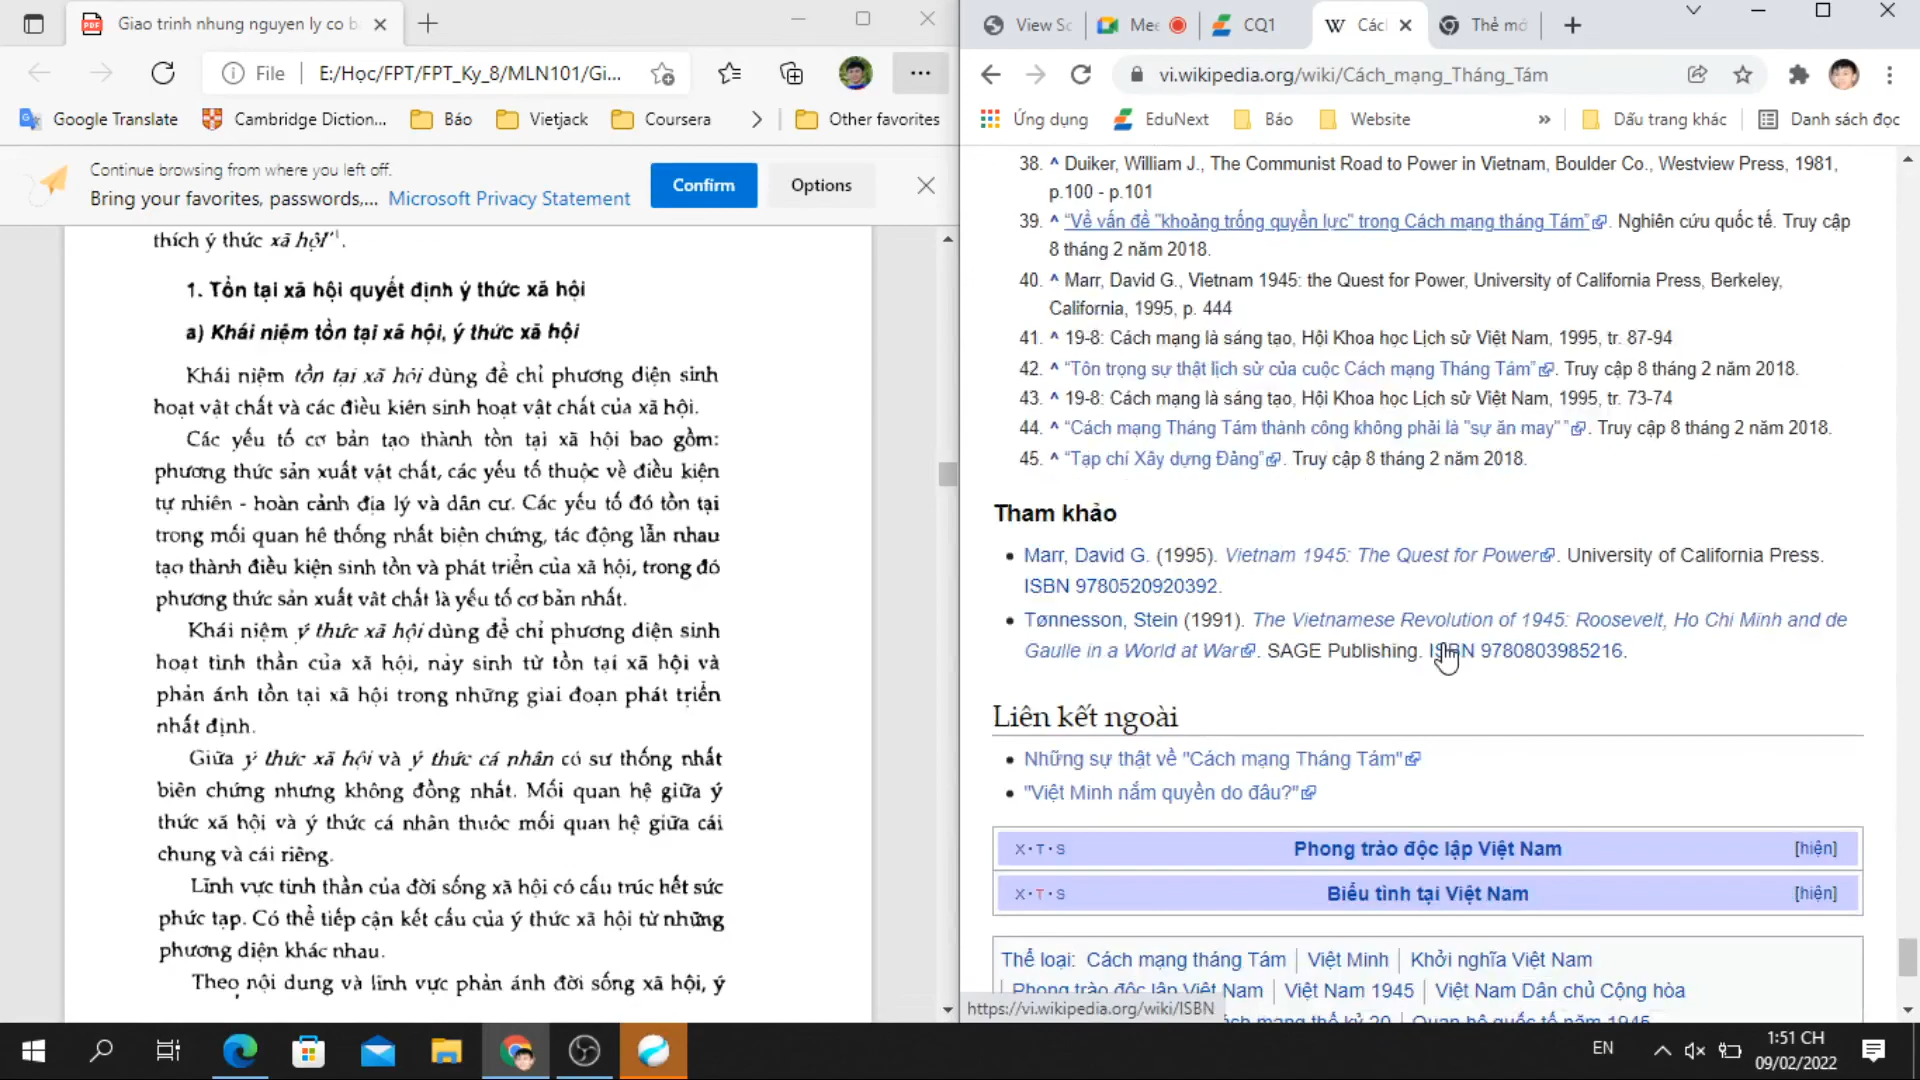 Giao trinh nhung nguyen ly co b
File
E:/Học/FPT/FPT_Ky_8/MLN101/Gi...
Google Translate
Cambridge Diction...
Báo
Vietjack
Coursera
Other favorites
Continue browsing from where you left off.
Bring your favorites, passwords,...
Microsoft Privacy Statement
Confirm
Options
thích ý thức xã hội"1.
1. Tồn tại xã hội quyết định ý thức xã hội
a) Khái niệm tồn tại xã hội, ý thức xã hội
Khái niệm tồn tại xã hội dùng để chỉ phương diện sinh
hoạt vật chất và các điều kiện sinh hoạt vật chất của xã hội.
Các yếu tố cơ bản tạo thành tồn tại xã hội bao gồm:
phương thức sản xuất vật chất, các yếu tố thuộc về điều kiện
tự nhiên - hoàn cảnh địa lý và dân cư. Các yếu tố đó tồn tại
trong mối quan hê thống nhất biện chứng, tác động lẫn nhau
tạo thành điều kiện sinh tồn và phát triển của xã hội, trong đó
phương thức sản xuất vât chất là yếu tố cơ bản nhất.
Khái niệm ý thức xã hội dùng để chỉ phương diện sinh
hoạt tinh thần của xã hội, nảy sinh từ tồn tại xã hội và
phản ánh tồn tại xã hội trong những giai đoạn phát triển
nhất định.
Giữa ý thức xã hội và ý thức cá nhân có sư thống nhất
biên chứng nhưng không đồng nhất. Mối quan hệ giữa ý
thức xã hội và ý thức cá nhân thuôc mối quan hệ giữa cái
chung và cái riêng.
Lĩnh vực tinh thần của đời sống xã hội có cấu trúc hết sức
phức tạp. Có thể tiếp cận kết cấu của ý thức xã hội từ những
phương diện khác nhau.
Theo nội dung và lĩnh vực phản ánh đời sống xã hội, ý
View Sc
Mee
CQ1
Các
Thẻ mớ
vi.wikipedia.org/wiki/Cách_mạng_Tháng_Tám
Ứng dụng
EduNext
Báo
Website
»
Dấu trang khác
Danh sách đọc
38. ^ Duiker, William J., The Communist Road to Power in Vietnam, Boulder Co., Westview Press, 1981,
p.100 - p.101
39. ^ "Về vấn đề "khoảng trống quyền lực" trong Cách mạng tháng Tám". Nghiên cứu quốc tế. Truy cập
8 tháng 2 năm 2018.
40. ^ Marr, David G., Vietnam 1945: the Quest for Power, University of California Press, Berkeley,
California, 1995, p. 444
41. ^ 19-8: Cách mạng là sáng tạo, Hội Khoa học Lịch sử Việt Nam, 1995, tr. 87-94
42. ^ "Tôn trọng sự thật lịch sử của cuộc Cách mạng Tháng Tám". Truy cập 8 tháng 2 năm 2018.
43. ^ 19-8: Cách mạng là sáng tạo, Hội Khoa học Lịch sử Việt Nam, 1995, tr. 73-74
44. ^ "Cách mạng Tháng Tám thành công không phải là "sự ăn may" ". Truy cập 8 tháng 2 năm 2018.
45. ^ "Tạp chí Xây dựng Đảng". Truy cập 8 tháng 2 năm 2018.
Tham khảo
• Marr, David G. (1995). Vietnam 1945: The Quest for Power. University of California Press.
ISBN 9780520920392.
• Tønnesson, Stein (1991). The Vietnamese Revolution of 1945: Roosevelt, Ho Chi Minh and de
Gaulle in a World at War. SAGE Publishing. ISBN 9780803985216.
Liên kết ngoài
• Những sự thật về "Cách mạng Tháng Tám"
• "Việt Minh nắm quyền do đâu?"
X • T • S Phong trào độc lập Việt Nam [hiện]
X • T • S Biểu tình tại Việt Nam [hiện]
Thể loại: Cách mạng tháng Tám | Việt Minh | Khởi nghĩa Việt Nam
| Phong trào độc lập Việt Nam | Việt Nam 1945 | Việt Nam Dân chủ Cộng hòa
https://vi.wikipedia.org/wiki/ISBN
ách mạng thế kỷ 20 | Quan hệ quốc tế năm 1945
EN
1:51 CH
09/02/2022